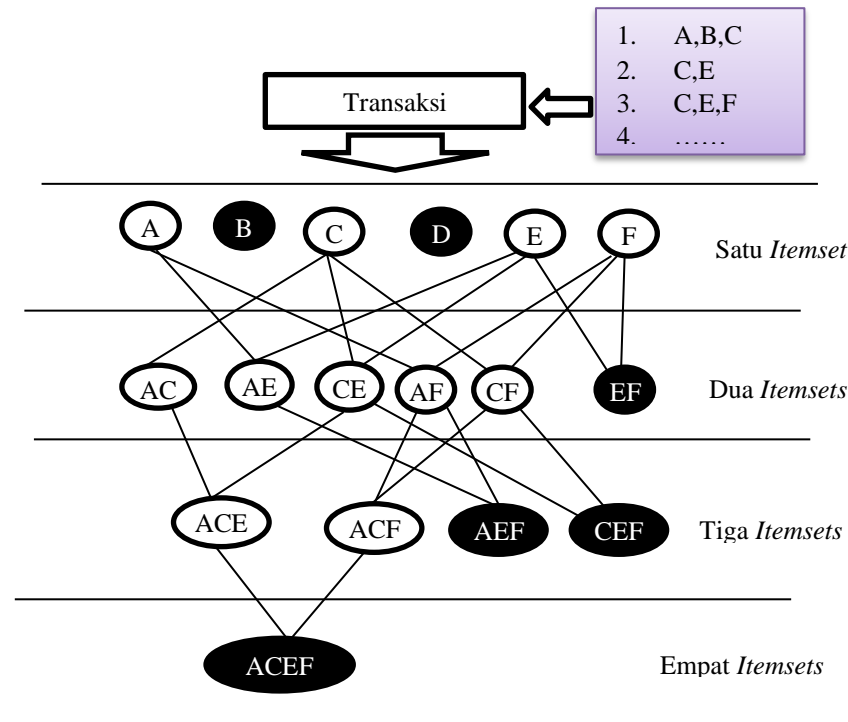 1. A,B,C
2. C,E
3. C,E,F
4. ……
Transaksi
A B C D E F
Satu Itemset
AC AE CE AF CF EF
Dua Itemsets
ACE ACF AEF CEF
Tiga Itemsets
ACEF
Empat Itemsets